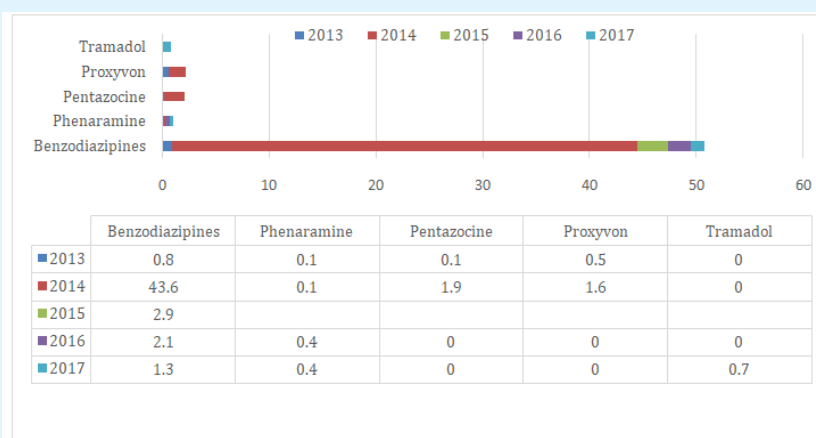 2013 2014 2015 2016 2017
Tramadol
Proxyvon
Pentazocine
Phenaramine
Benzodiazipines
0 10 20 30 40 50 60
Benzodiazipines Phenaramine Pentazocine Proxyvon Tramadol
2013 0.8 0.1 0.1 0.5 0
2014 43.6 0.1 1.9 1.6 0
2015 2.9
2016 2.1 0.4 0 0 0
2017 1.3 0.4 0 0 0.7